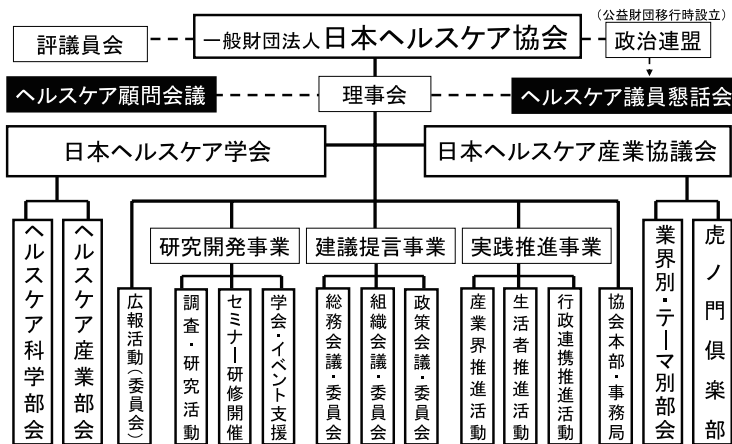 (公益財団移行時設立)
評議員会
一般財団法人日本ヘルスケア協会
政治連盟
ヘルスケア顧問会議
理事会
ヘルスケア議員懇話会
日本ヘルスケア学会
日本ヘルスケア産業協議会
研究開発事業
建議提言事業
実践推進事業
ヘルスケア科学部会
ヘルスケア産業部会
広報活動(委員会)
調査・研究活動
セミナー研修開催
学会・イベント支援
総務会議・委員会
組織会議・委員会
政策会議・委員会
産業界推進活動
生活者推進活動
行政連携推進活動
協会本部・事務局
業界別・テーマ別部会
虎ノ門倶楽部